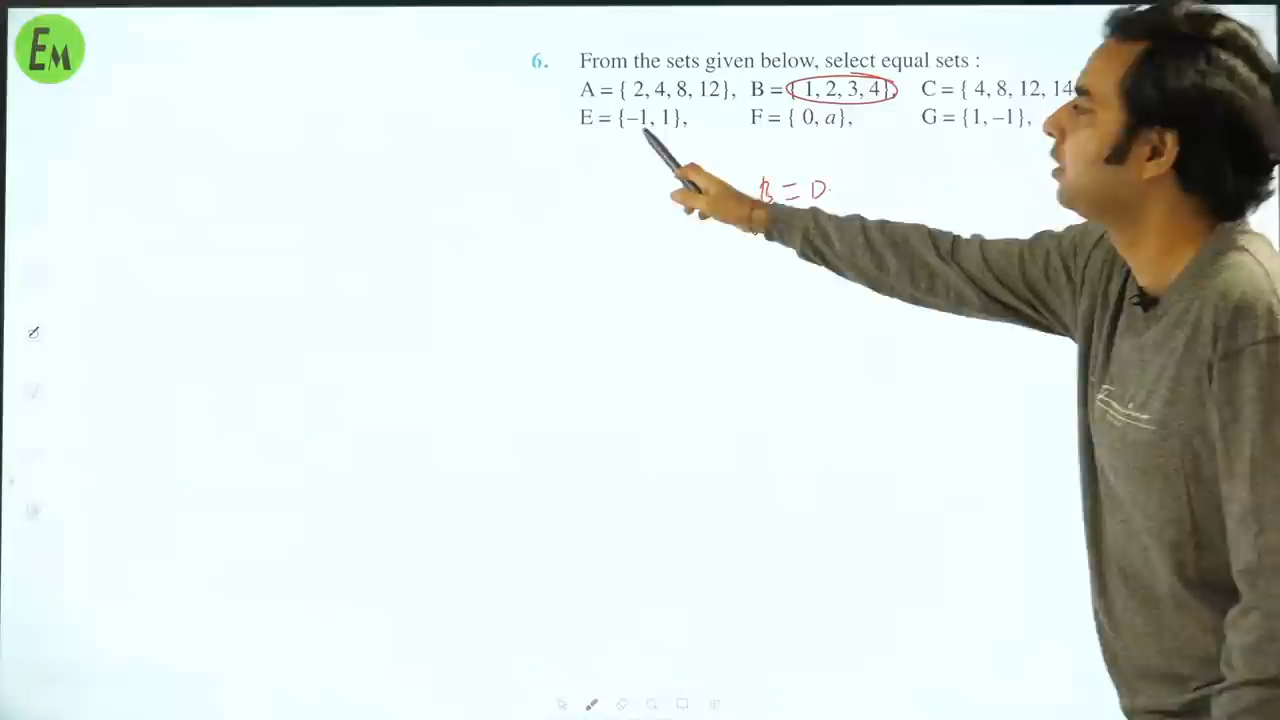 EM
6. From the sets given below, select equal sets :
A = { 2, 4, 8, 12}, B = { 1, 2, 3, 4}, C = { 4, 8, 12, 14
E = {–1, 1}, F = { 0, a}, G = {1, –1},
B = D